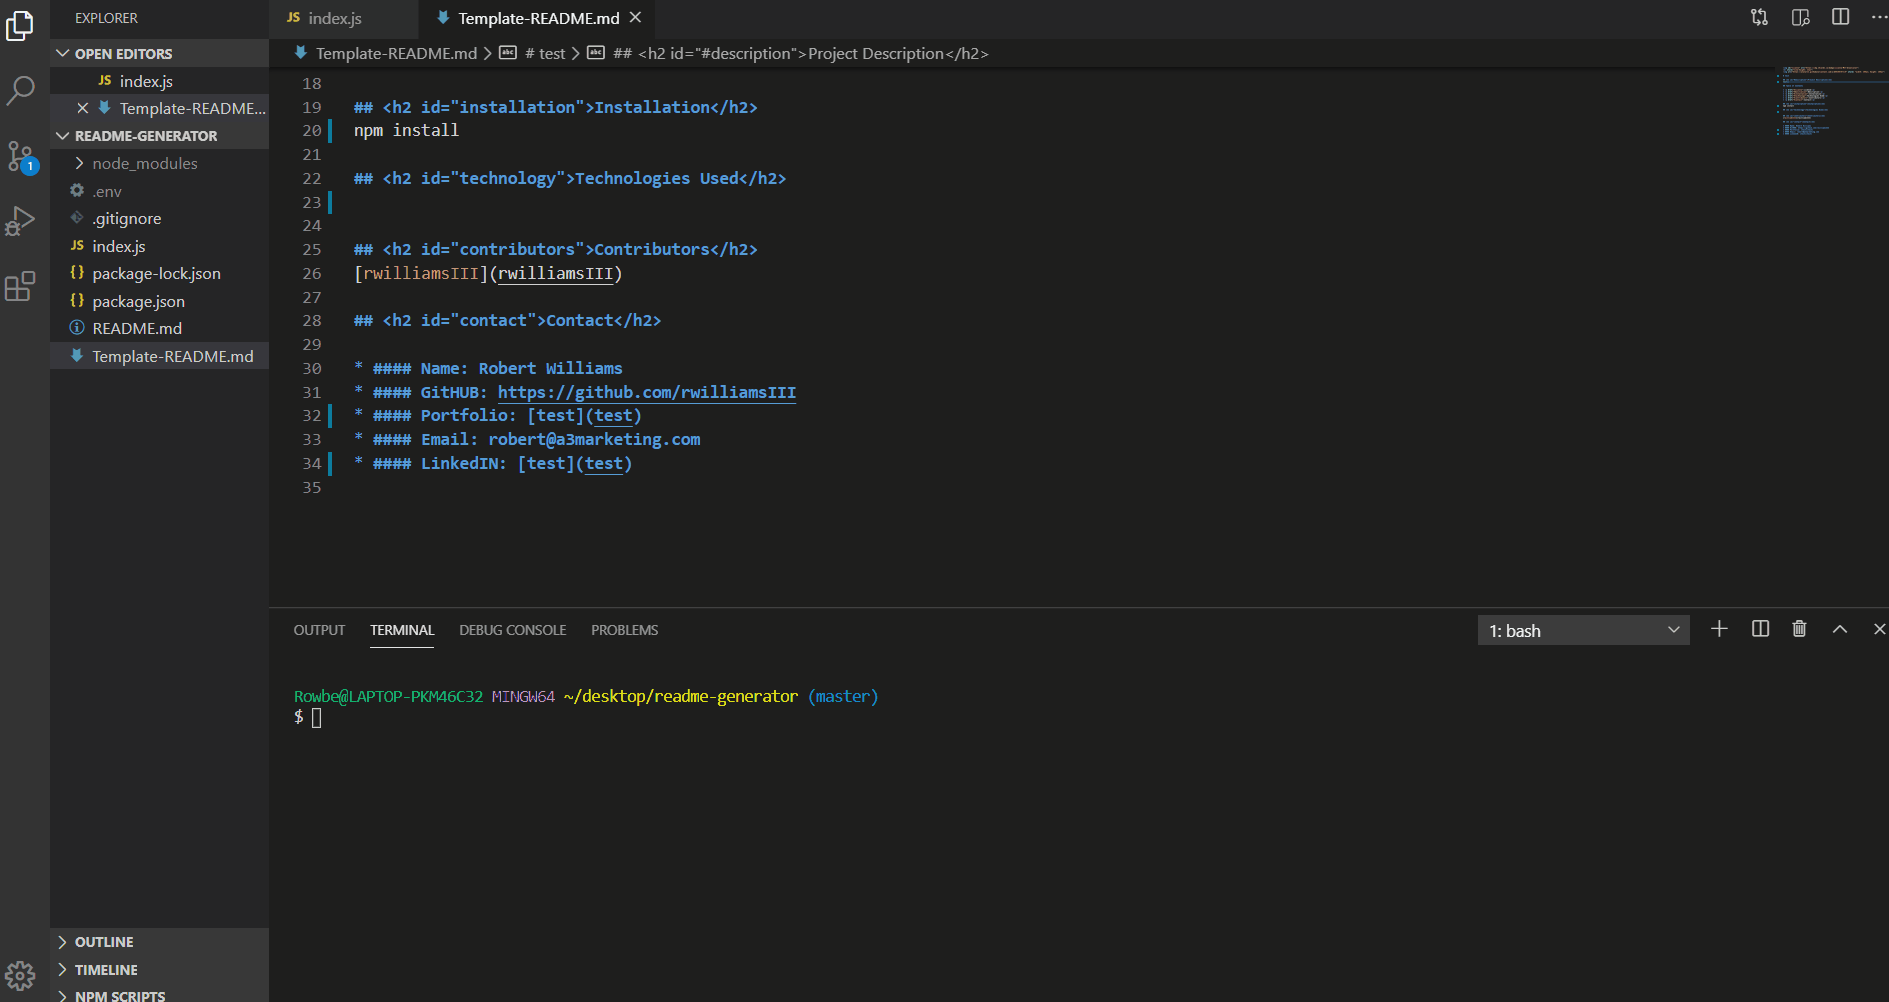 EXPLORER
OPEN EDITORS
JS index.js
Template-README...
README-GENERATOR
node_modules
.env
.gitignore
JS index.js
{} package-lock.json
{} package.json
README.md
Template-README.md
OUTLINE
TIMELINE
NPM SCRIPTS
1
JS index.js
Template-README.md
Template-README.md > # test > ## <h2 id="#description">Project Description</h2>
18
19 ## <h2 id="installation">Installation</h2>
20 npm install
21
22 ## <h2 id="technology">Technologies Used</h2>
23
24
25 ## <h2 id="contributors">Contributors</h2>
26 [rwilliamsIII](rwilliamsIII)
27
28 ## <h2 id="contact">Contact</h2>
29
30 * #### Name: Robert Williams
31 * #### GitHUB: https://github.com/rwilliamsIII
32 * #### Portfolio: [test](test)
33 * #### Email: robert@a3marketing.com
34 * #### LinkedIN: [test](test)
35
OUTPUT TERMINAL DEBUG CONSOLE PROBLEMS
1: bash
Rowbe@LAPTOP-PKM46C32 MINGW64 ~/desktop/readme-generator (master)
$